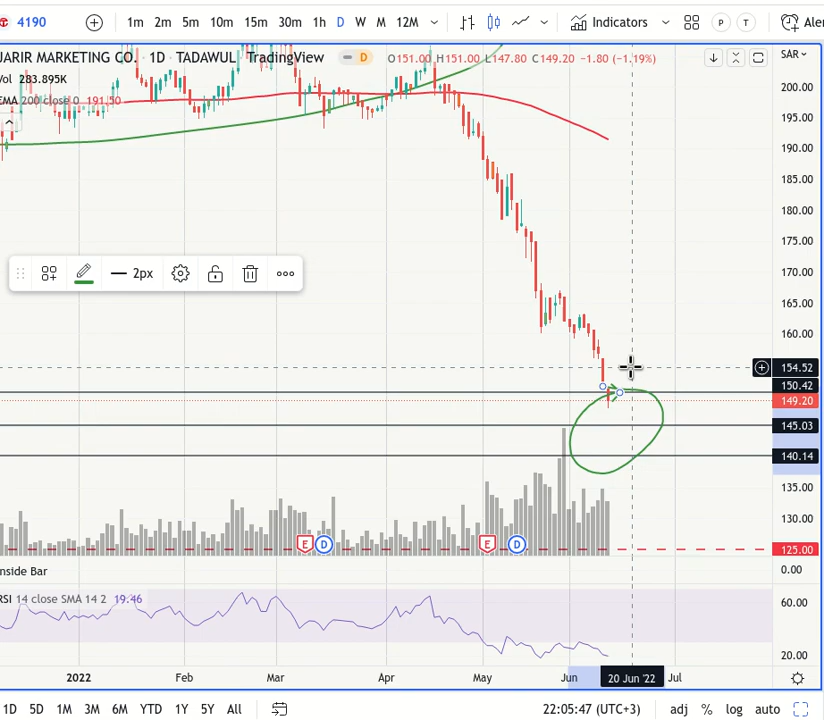 4190 1m 2m 5m 10m 15m 30m 1h D W M 12M Indicators P T
JARIR MARKETING CO. · 1D · TADAWUL TradingView D O151.00 H151.00 L147.80 C149.20 −1.80 (−1.19%) SAR
Vol 283.895K
200.00
EMA 200 close 0 191.50
195.00
190.00
185.00
180.00
175.00
2px
170.00
165.00
160.00
154.52
150.42
149.20
145.03
140.14
135.00
130.00
E D E D 125.00
0.00
RSI 14 close SMA 14 2 19.46 60.00
20.00
2022 Feb Mar Apr May Jun 20 Jun '22 Jul
1D 5D 1M 3M 6M YTD 1Y 5Y All 22:05:47 (UTC+3) adj % log auto